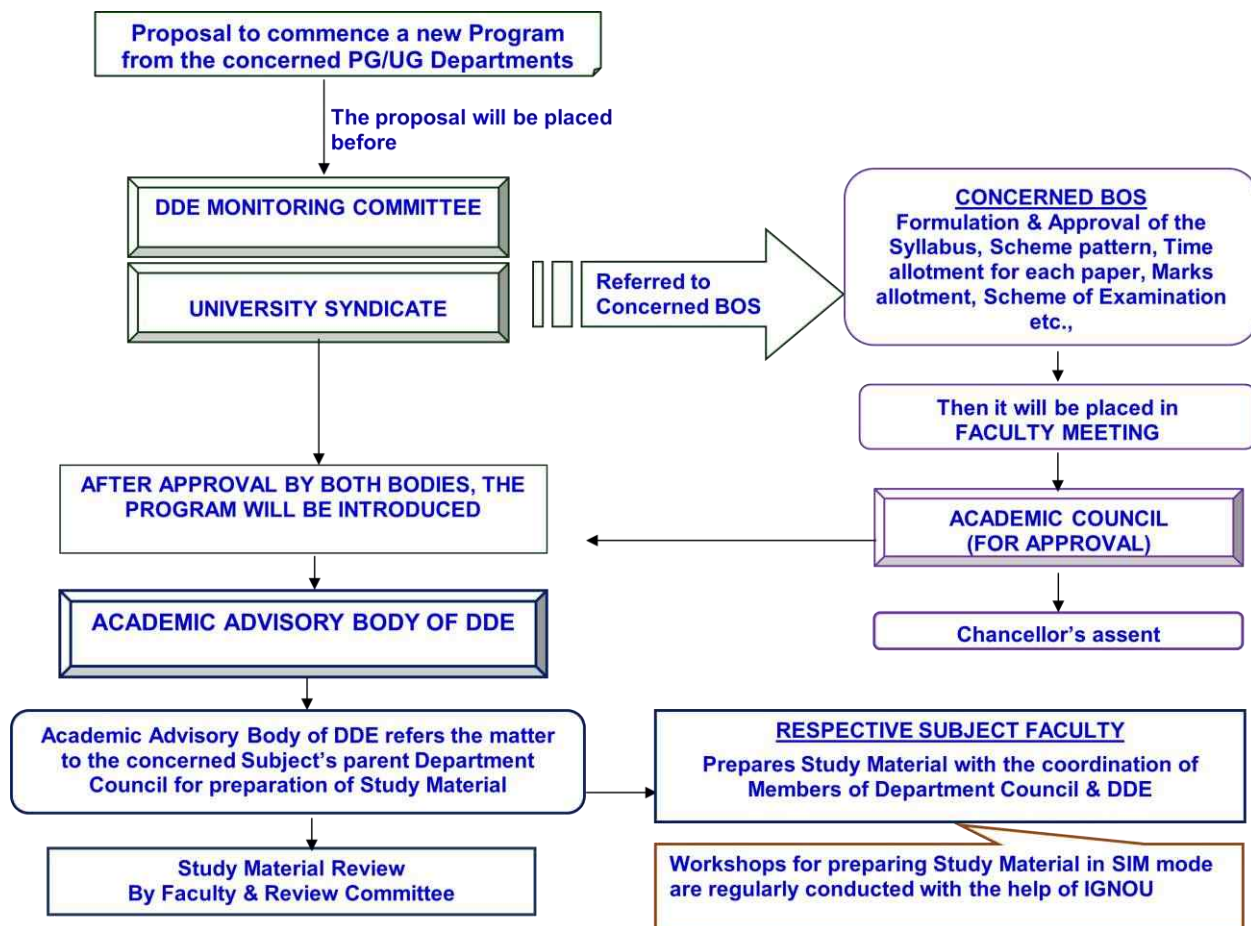 Proposal to commence a new Program
from the concerned PG/UG Departments
The proposal will be placed
before
DDE MONITORING COMMITTEE
UNIVERSITY SYNDICATE
Referred to
Concerned BOS
CONCERNED BOS
Formulation & Approval of the
Syllabus, Scheme pattern, Time
allotment for each paper, Marks
allotment, Scheme of Examination
etc.,
Then it will be placed in
FACULTY MEETING
AFTER APPROVAL BY BOTH BODIES, THE
PROGRAM WILL BE INTRODUCED
ACADEMIC COUNCIL
(FOR APPROVAL)
ACADEMIC ADVISORY BODY OF DDE
Chancellor's assent
Academic Advisory Body of DDE refers the matter
to the concerned Subject's parent Department
Council for preparation of Study Material
RESPECTIVE SUBJECT FACULTY
Prepares Study Material with the coordination of
Members of Department Council & DDE
Study Material Review
By Faculty & Review Committee
Workshops for preparing Study Material in SIM mode
are regularly conducted with the help of IGNOU